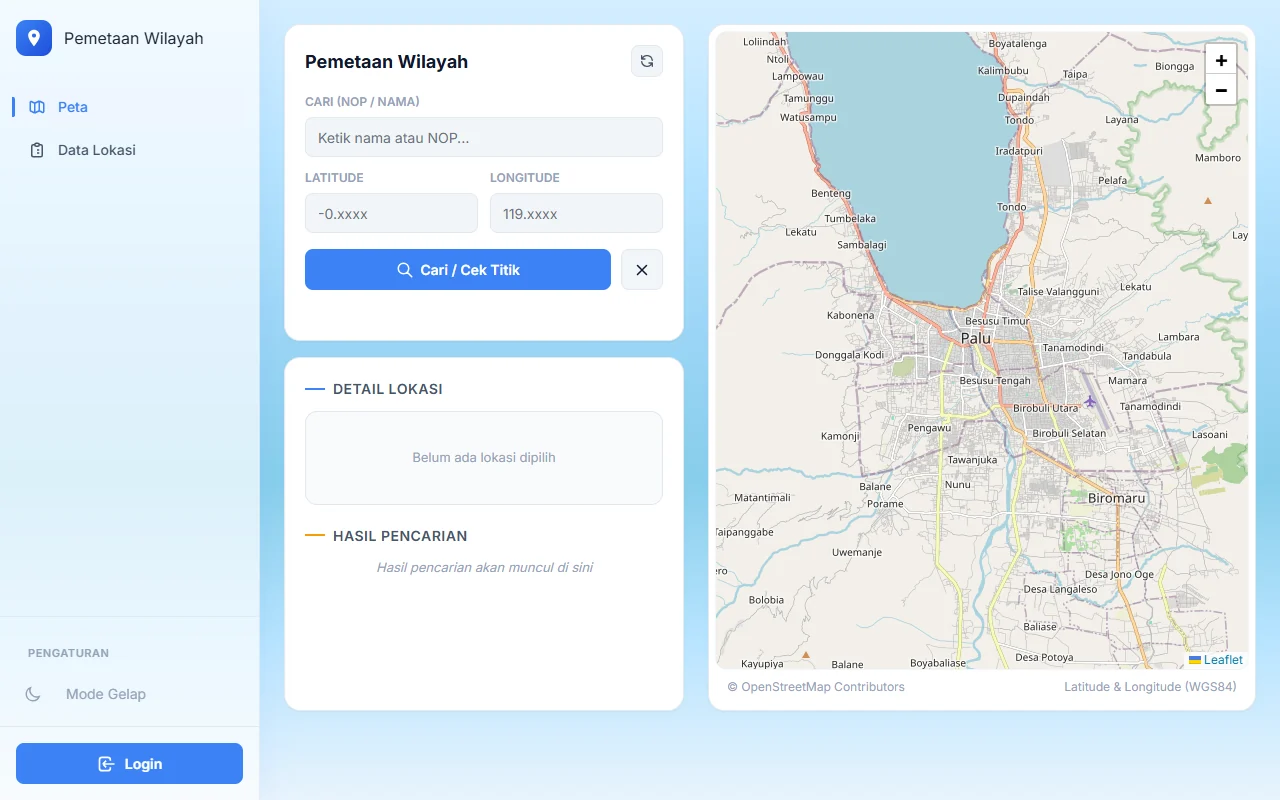 Pemetaan Wilayah
Peta
Data Lokasi
PENGATURAN
Mode Gelap
Login
Pemetaan Wilayah
CARI (NOP / NAMA)
Ketik nama atau NOP...
LATITUDE
LONGITUDE
-0.xxxx
119.xxxx
Cari / Cek Titik
DETAIL LOKASI
Belum ada lokasi dipilih
HASIL PENCARIAN
Hasil pencarian akan muncul di sini
Loliindah
Boyatalenga
Ntoli
Kalimbubu
Taipa
Biongga
Lampowau
Tamunggu
Dupaindah
Watusampu
Tondo
Layana
Iradatpuri
Mamboro
Pelafa
Benteng
Tondo
Tumbelaka
Lekatu
Sambalagi
Lay
Talise Valangguni
Lekatu
Kabonena
Besusu Timur
Palu
Lambara
Donggala Kodi
Tanamodindi
Tandabula
Besusu Tengah
Mamara
Birobuli Utara
Tanamodindi
Kamonji
Pengawu
Birobuli Selatan
Lasoani
Tawanjuka
Balane
Nunu
Matantimali
Porame
Biromaru
Taipanggabe
Uwemanje
ero
Desa Jono Oge
Bolobia
Desa Langaleso
Baliase
Kayupiya
Balane
Boyabaliase
Desa Potoya
+
−
Leaflet
© OpenStreetMap Contributors
Latitude & Longitude (WGS84)